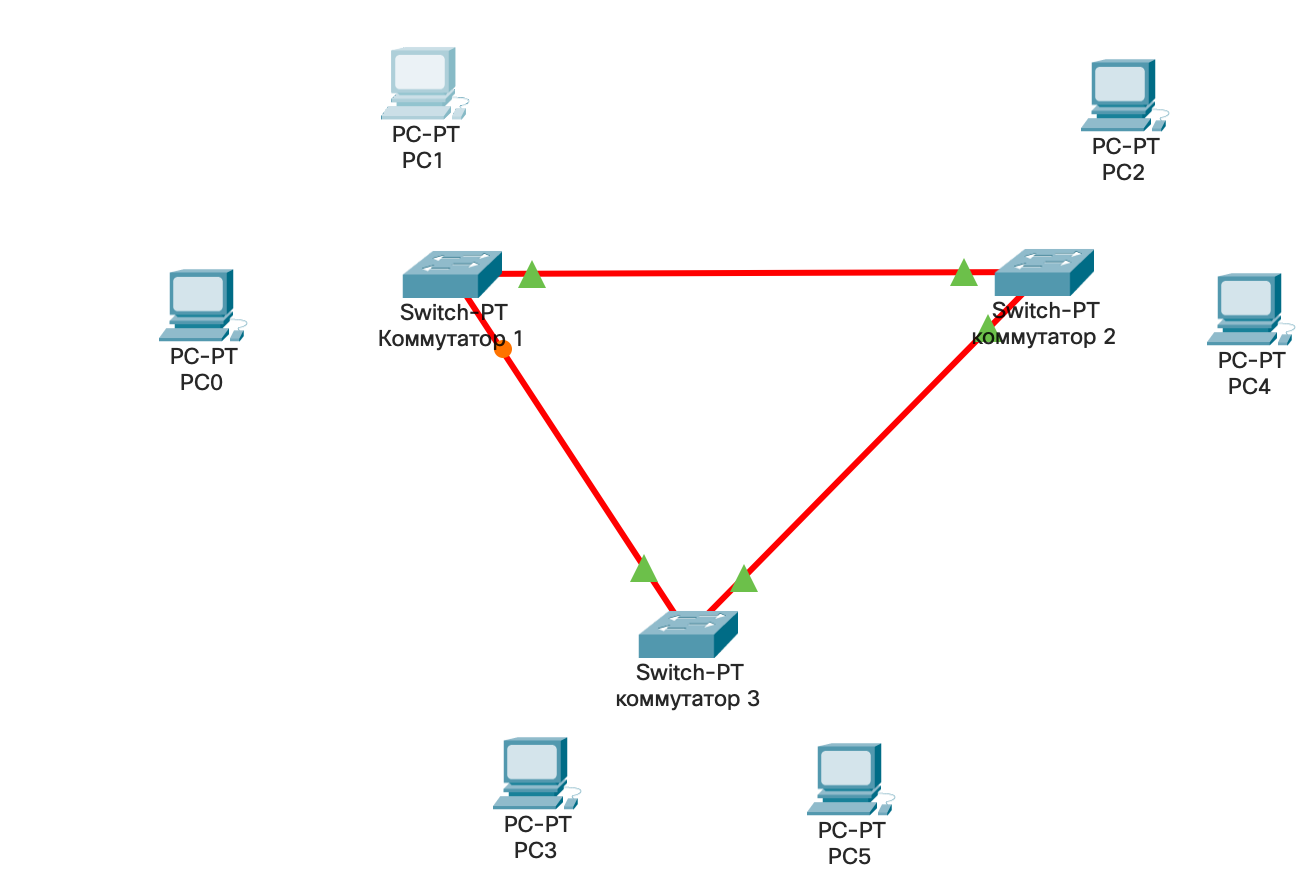 PC-PT
PC1
PC-PT
PC2
Switch-PT
Коммутатор 1
Switch-PT
коммутатор 2
PC-PT
PC0
PC-PT
PC4
Switch-PT
коммутатор 3
PC-PT
PC3
PC-PT
PC5